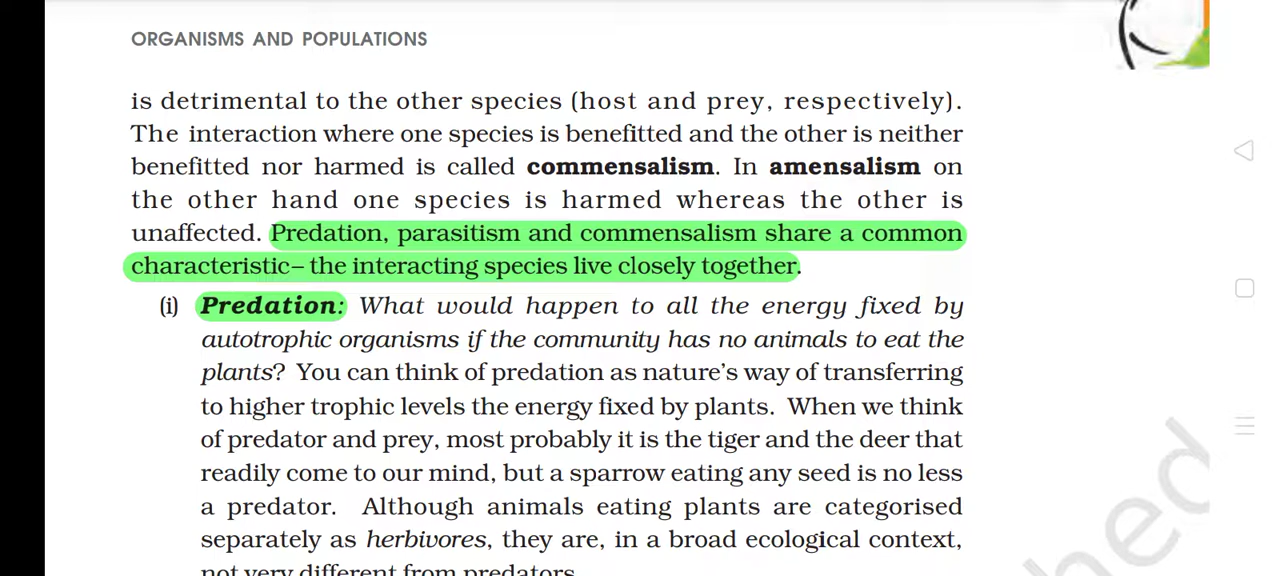 ORGANISMS AND POPULATIONS
is detrimental to the other species (host and prey, respectively).
The interaction where one species is benefitted and the other is neither
benefitted nor harmed is called commensalism. In amensalism on
the other hand one species is harmed whereas the other is
unaffected. Predation, parasitism and commensalism share a common
characteristic– the interacting species live closely together.
(i) Predation: What would happen to all the energy fixed by
autotrophic organisms if the community has no animals to eat the
plants? You can think of predation as nature's way of transferring
to higher trophic levels the energy fixed by plants. When we think
of predator and prey, most probably it is the tiger and the deer that
readily come to our mind, but a sparrow eating any seed is no less
a predator. Although animals eating plants are categorised
separately as herbivores, they are, in a broad ecological context,
not very different from predators.